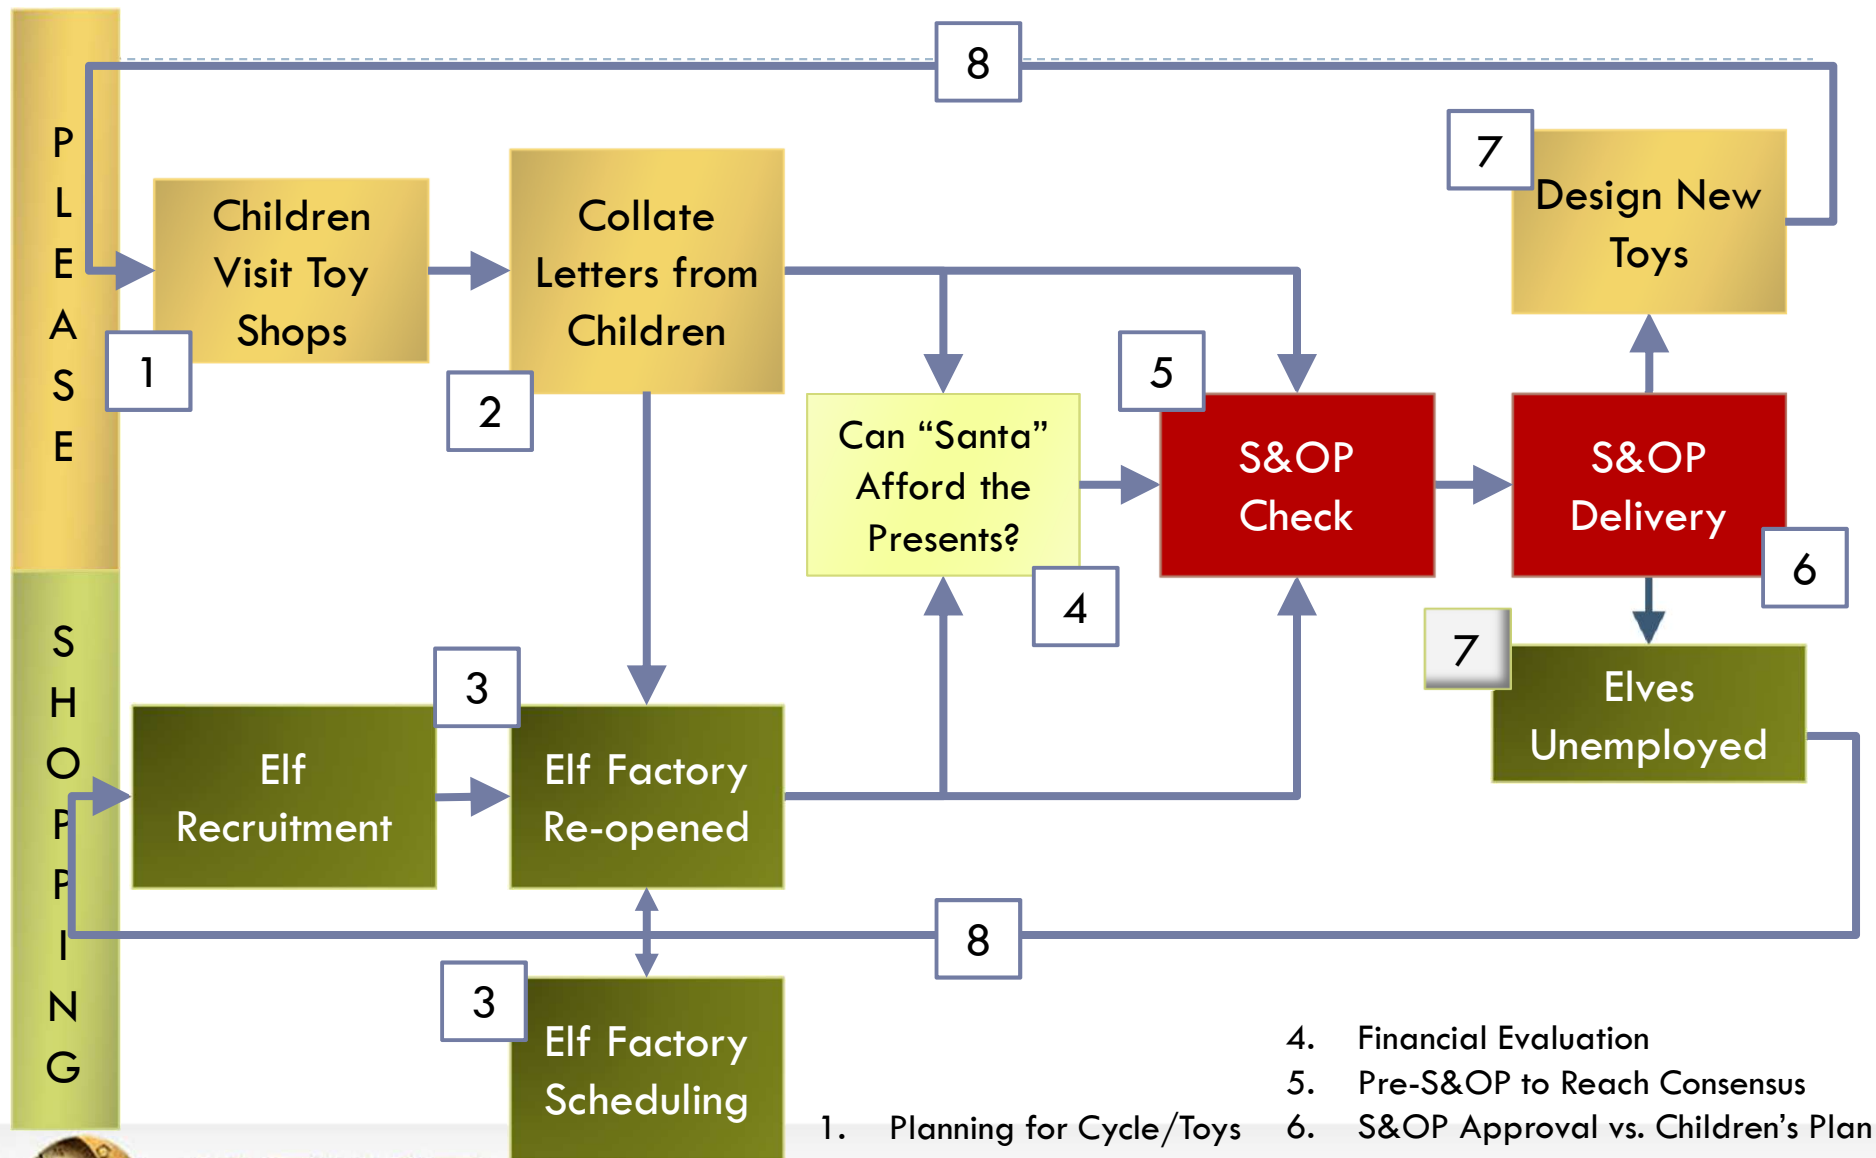 PLEASE
SHOPPING
8
1
Children
Visit Toy
Shops
2
Collate
Letters from
Children
7
Design New
Toys
4
Can “Santa”
Afford the
Presents?
5
S&OP
Check
6
S&OP
Delivery
7
Elves
Unemployed
Elf
Recruitment
3
Elf Factory
Re-opened
8
3
Elf Factory
Scheduling
1. Planning for Cycle/Toys
4. Financial Evaluation
5. Pre-S&OP to Reach Consensus
6. S&OP Approval vs. Children’s Plan